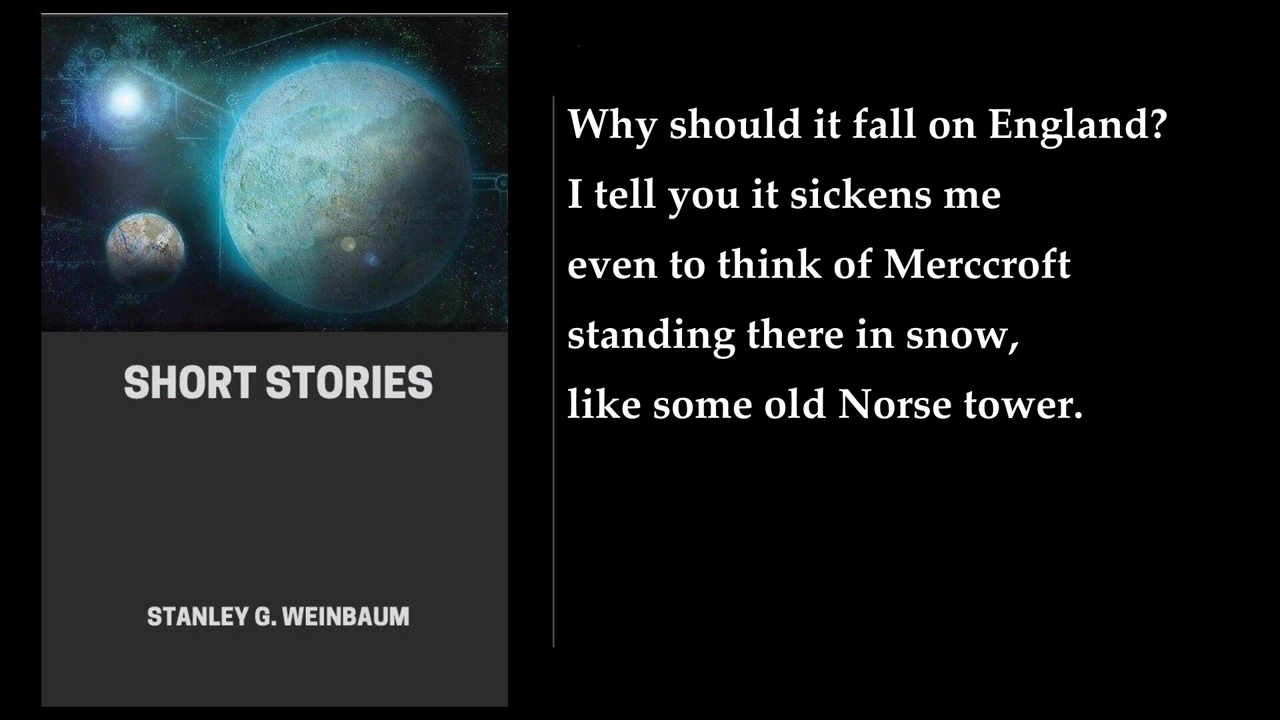 SHORT STORIES
STANLEY G. WEINBAUM
Why should it fall on England?
I tell you it sickens me
even to think of Merccroft
standing there in snow,
like some old Norse tower.